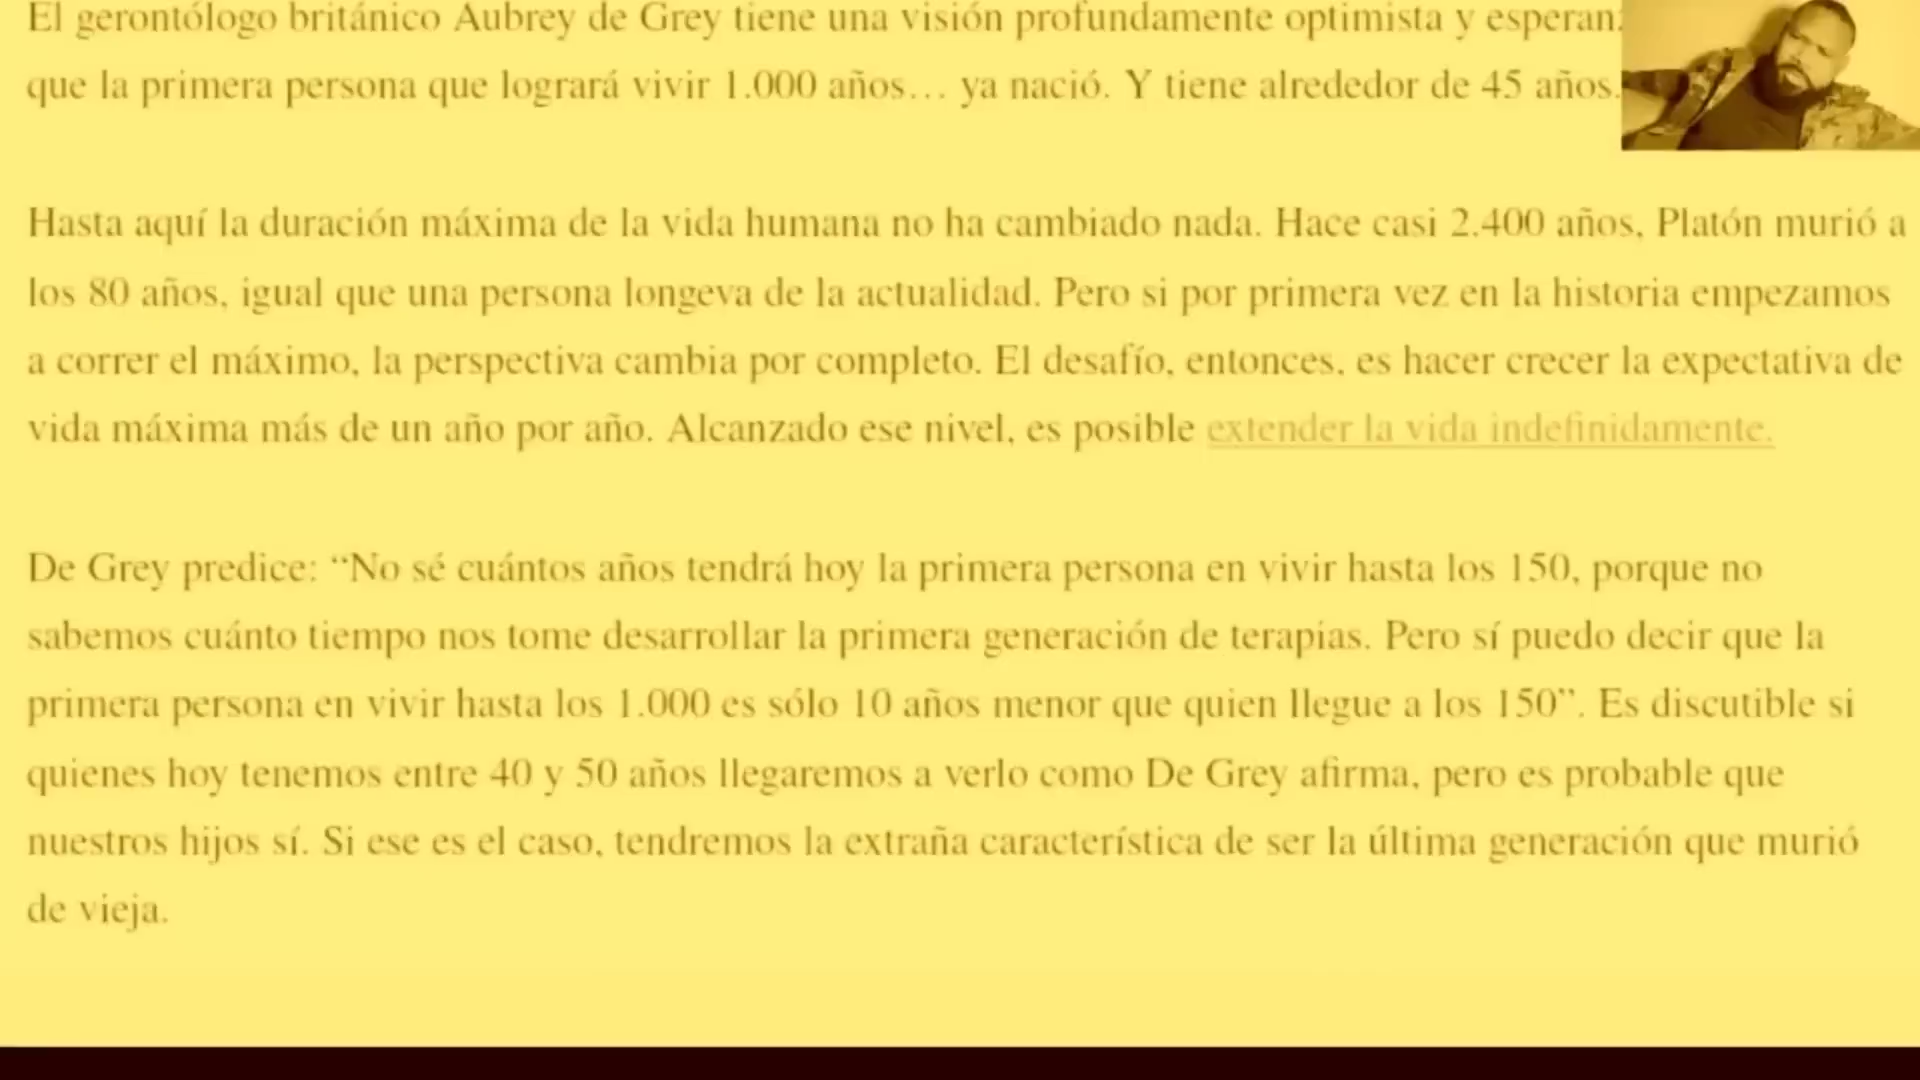 El gerontólogo británico Aubrey de Grey tiene una visión profundamente optimista y
que la primera persona que logrará vivir 1.000 años... ya nació. Y tiene alrededor de 45 años.
Hasta aquí la duración máxima de la vida humana no ha cambiado nada. Hace casi 2.400 años, Platón murió a
los 80 años, igual que una persona longeva de la actualidad. Pero si por primera vez en la historia empezamos
a correr el máximo, la perspectiva cambia por completo. El desafío, entonces, es hacer crecer la expectativa de
vida máxima más de un año por año. Alcanzado ese nivel, es posible extender la vida indefinidamente.
De Grey predice: “No sé cuántos años tendrá hoy la primera persona en vivir hasta los 150, porque no
sabemos cuánto tiempo nos tome desarrollar la primera generación de terapias. Pero sí puedo decir que la
primera persona en vivir hasta los 1.000 es sólo 10 años menor que quien llegue a los 150”. Es discutible si
quienes hoy tenemos entre 40 y 50 años llegaremos a verlo como De Grey afirma, pero es probable que
nuestros hijos sí. Si ese es el caso, tendremos la extraña característica de ser la última generación que murió
de vieja.